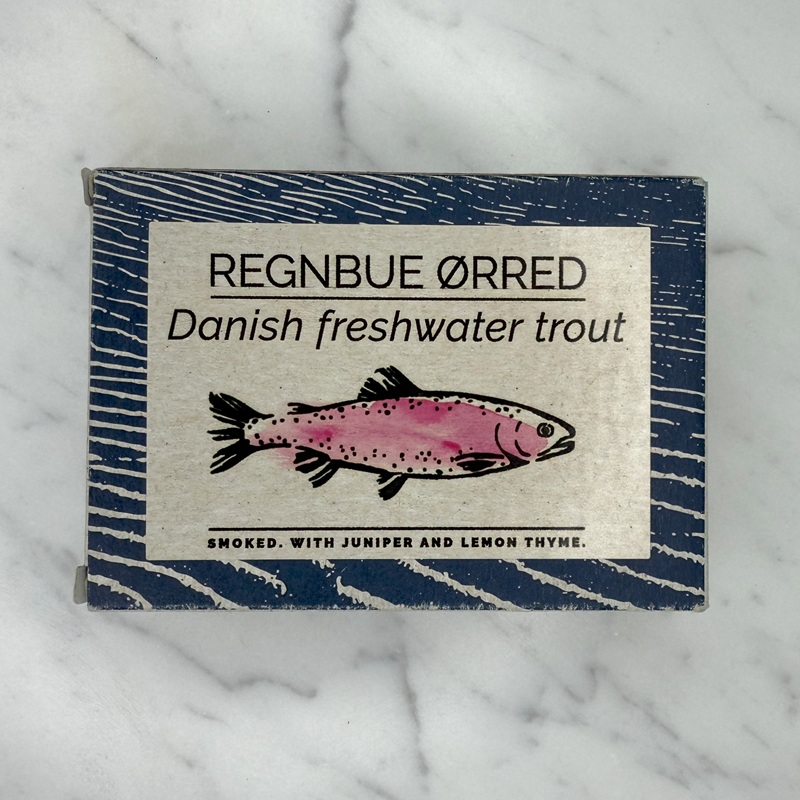 REGNBUE ØRRED
Danish freshwater trout
SMOKED. WITH JUNIPER AND LEMON THYME.